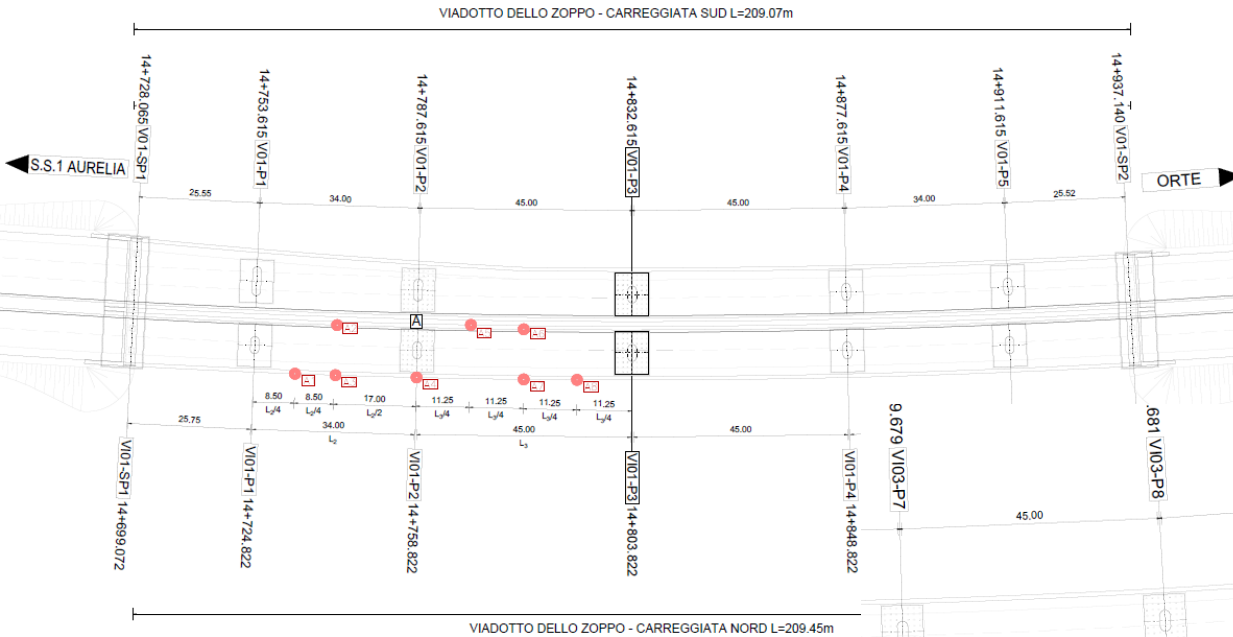 VIADOTTO DELLO ZOPPO - CARREGGIATA SUD L=209.07m
14+728.065 V01-SP1
14+753.615 V01-P1
14+787.615 V01-P2
14+832.615 V01-P3
14+877.615 V01-P4
14+911.615 V01-P5
14+937.140 V01-SP2
S.S.1 AURELIA
ORTE
25.55
34.00
45.00
45.00
34.00
25.52
A
8.50
8.50
17.00
11.25
11.25
11.25
11.25
L2/4
L2/4
L2/2
L3/4
L3/4
L3/4
L3/4
25.75
34.00
45.00
45.00
L2
L3
VI01-SP1 14+699.072
VI01-P1 14+724.822
VI01-P2 14+758.822
VI01-P3 14+803.822
VI01-P4 14+848.822
9.679 VI03-P7
.681 VI03-P8
45.00
VIADOTTO DELLO ZOPPO - CARREGGIATA NORD L=209.45m